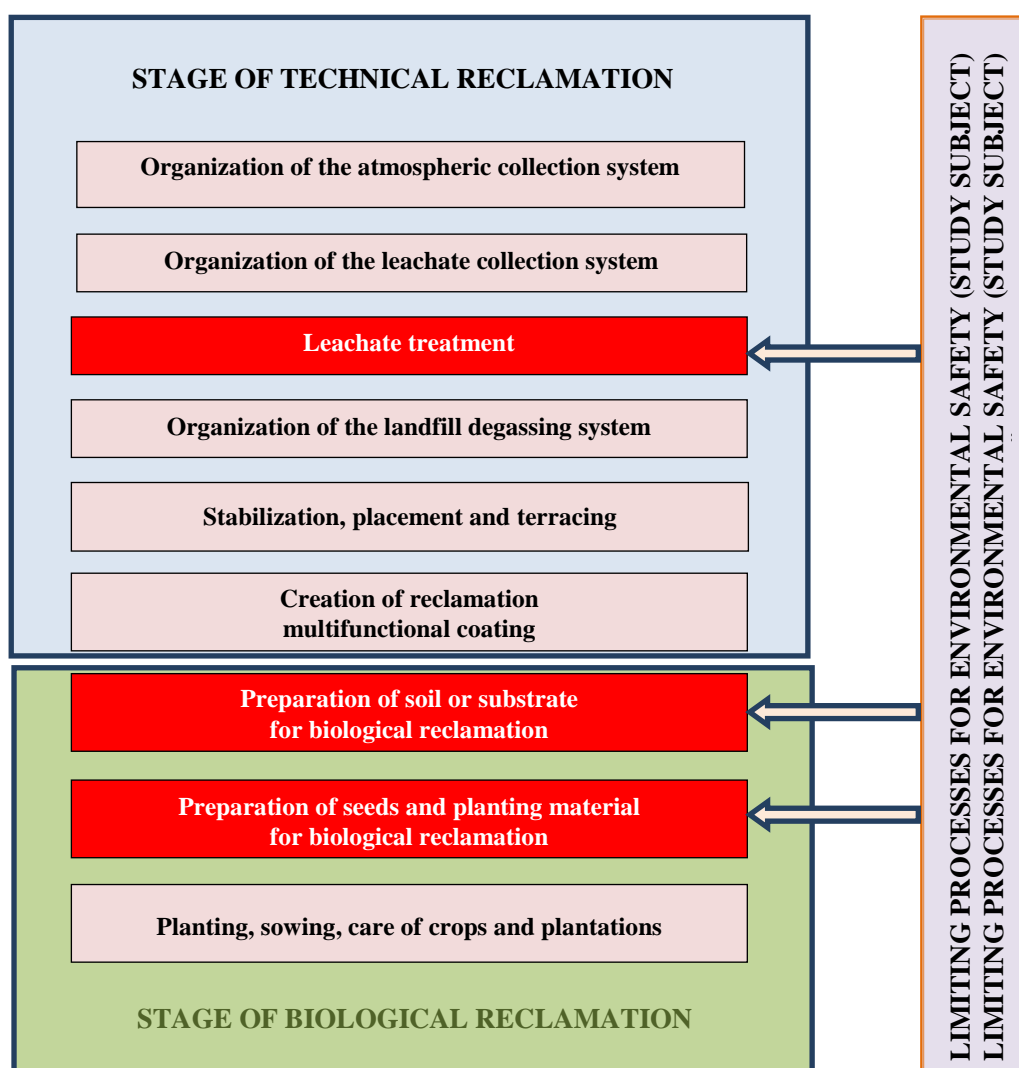 STAGE OF TECHNICAL RECLAMATION
Organization of the atmospheric collection system
Organization of the leachate collection system
Leachate treatment
Organization of the landfill degassing system
Stabilization, placement and terracing
Creation of reclamation
multifunctional coating
Preparation of soil or substrate
for biological reclamation
Preparation of seeds and planting material
for biological reclamation
Planting, sowing, care of crops and plantations
STAGE OF BIOLOGICAL RECLAMATION
LIMITING PROCESSES FOR ENVIRONMENTAL SAFETY (STUDY SUBJECT)
LIMITING PROCESSES FOR ENVIRONMENTAL SAFETY (STUDY SUBJECT)